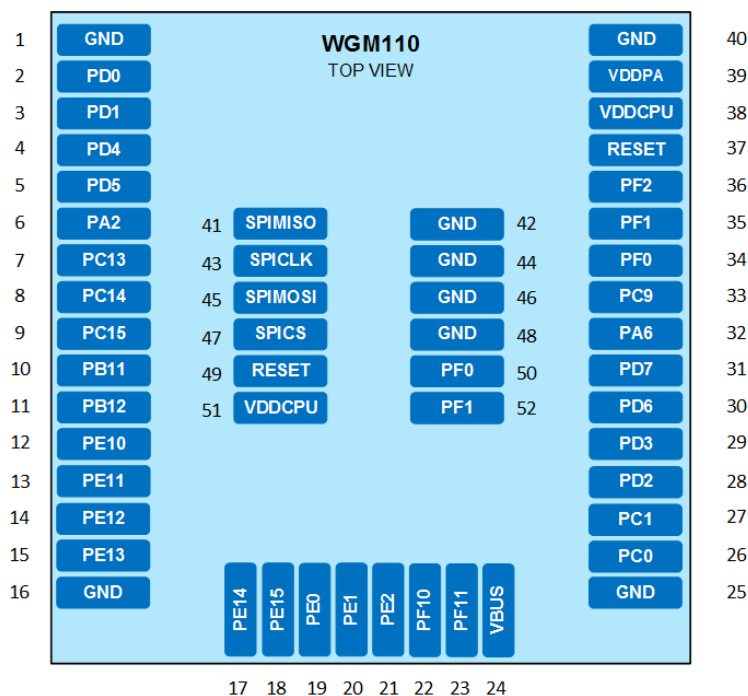 WGM110
TOP VIEW
1 GND GND 40
2 PD0 VDDPA 39
3 PD1 VDDCPU 38
4 PD4 RESET 37
5 PD5 PF2 36
6 PA2 41 SPIMISO GND 42 PF1 35
7 PC13 43 SPICLK GND 44 PF0 34
8 PC14 45 SPIMOSI GND 46 PC9 33
9 PC15 47 SPICS GND 48 PA6 32
10 PB11 49 RESET PF0 50 PD7 31
11 PB12 51 VDDCPU PF1 52 PD6 30
12 PE10 PD3 29
13 PE11 PD2 28
14 PE12 PC1 27
15 PE13 PC0 26
16 GND GND 25
PE14 PE15 PE0 PE1 PE2 PF10 PF11 VBUS
17 18 19 20 21 22 23 24